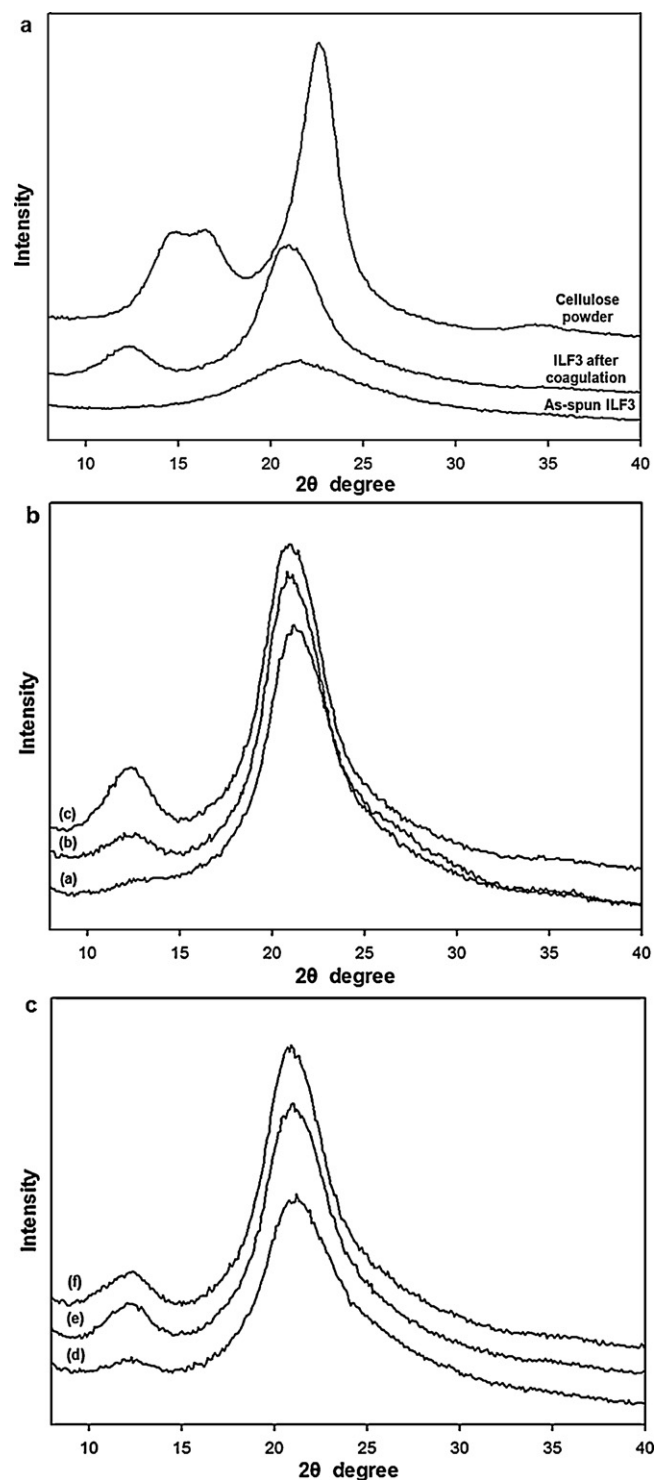 a
Intensity
Cellulose
powder
ILF3 after
coagulation
As-spun ILF3
10 15 20 25 30 35 40
2θ degree
b
Intensity
(c)
(b)
(a)
10 15 20 25 30 35 40
2θ degree
c
Intensity
(f)
(e)
(d)
10 15 20 25 30 35 40
2θ degree